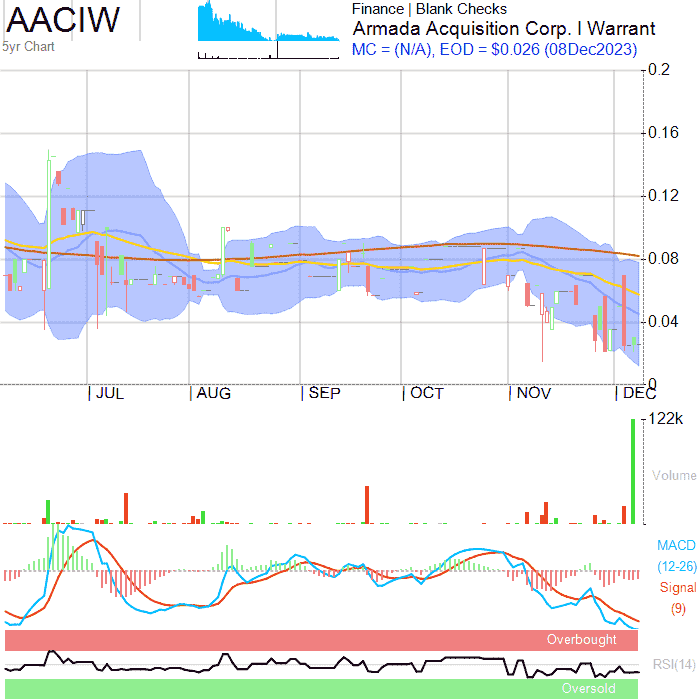 AACIW
5yr Chart
Finance | Blank Checks
Armada Acquisition Corp. I Warrant
MC = (N/A), EOD = $0.026 (08Dec2023)
0.2
0.16
0.12
0.08
0.04
0
JUL AUG SEP OCT NOV DEC
122k
Volume
MACD
(12-26)
Signal
(9)
Overbought
RSI(14)
Oversold